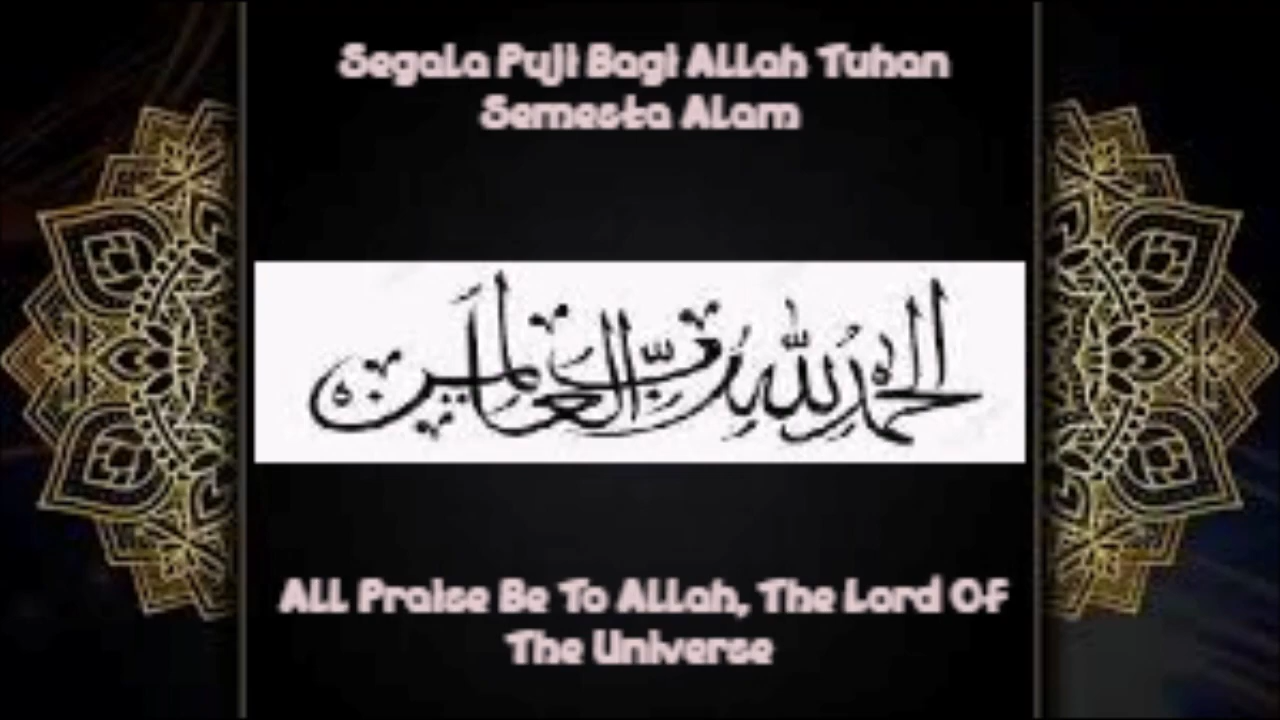 Segala Puji Bagi Allah Tuhan
Semesta Alam
الحمد لله رب العالمين
All Praise Be To Allah, The Lord Of
The Universe